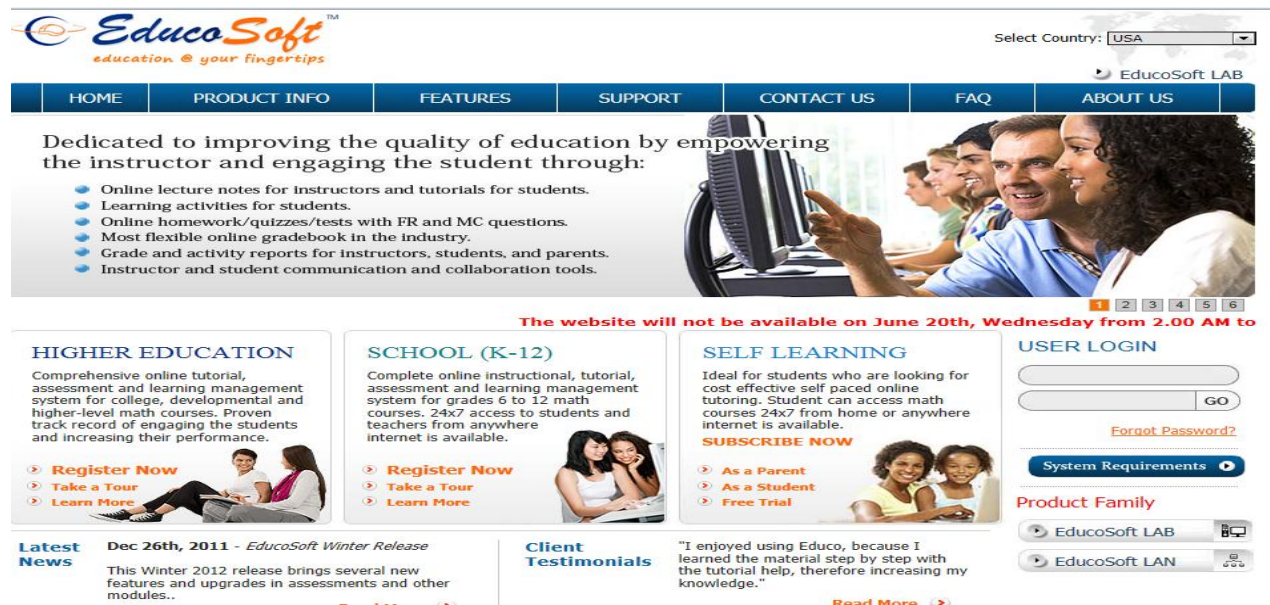 EducoSoft™
education @ your fingertips
Select Country: USA
EducoSoft LAB
HOME PRODUCT INFO FEATURES SUPPORT CONTACT US FAQ ABOUT US
Dedicated to improving the quality of education by empowering
the instructor and engaging the student through:
Online lecture notes for instructors and tutorials for students.
Learning activities for students.
Online homework/quizzes/tests with FR and MC questions.
Most flexible online gradebook in the industry.
Grade and activity reports for instructors, students, and parents.
Instructor and student communication and collaboration tools.
1 2 3 4 5 6
The website will not be available on June 20th, Wednesday from 2.00 AM to
HIGHER EDUCATION
Comprehensive online tutorial,
assessment and learning management
system for college, developmental and
higher-level math courses. Proven
track record of engaging the students
and increasing their performance.
Register Now
Take a Tour
Learn More
SCHOOL (K-12)
Complete online instructional, tutorial,
assessment and learning management
system for grades 6 to 12 math
courses. 24x7 access to students and
teachers from anywhere
internet is available.
Register Now
Take a Tour
Learn More
SELF LEARNING
Ideal for students who are looking for
cost effective self paced online
tutoring. Student can access math
courses 24x7 from home or anywhere
internet is available.
SUBSCRIBE NOW
As a Parent
As a Student
Free Trial
USER LOGIN
GO
Forgot Password?
System Requirements
Product Family
EducoSoft LAB
EducoSoft LAN
Latest
News
Dec 26th, 2011 - EducoSoft Winter Release
This Winter 2012 release brings several new
features and upgrades in assessments and other
modules..
Read More
Client
Testimonials
"I enjoyed using Educo, because I
learned the material step by step with
the tutorial help, therefore increasing my
knowledge."
Read More